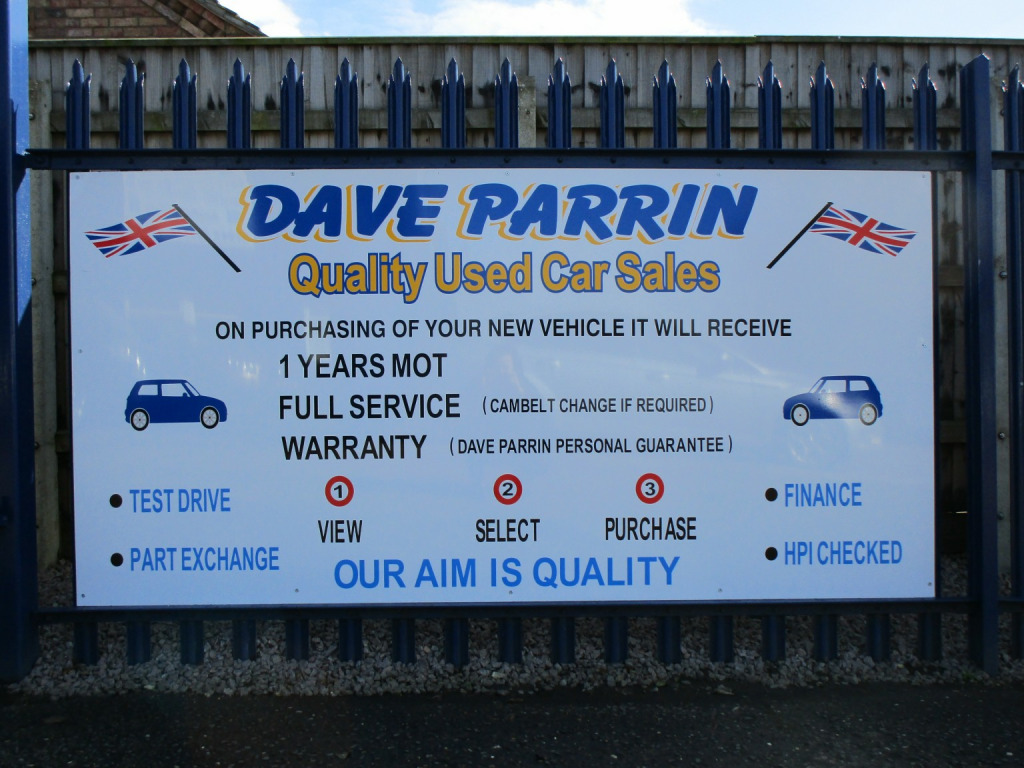 DAVE PARRIN
Quality Used Car Sales
ON PURCHASING OF YOUR NEW VEHICLE IT WILL RECEIVE
1 YEARS MOT
FULL SERVICE (CAMBELT CHANGE IF REQUIRED)
WARRANTY (DAVE PARRIN PERSONAL GUARANTEE)
• TEST DRIVE
• PART EXCHANGE
1 2 3
VIEW SELECT PURCHASE
OUR AIM IS QUALITY
• FINANCE
• HPI CHECKED